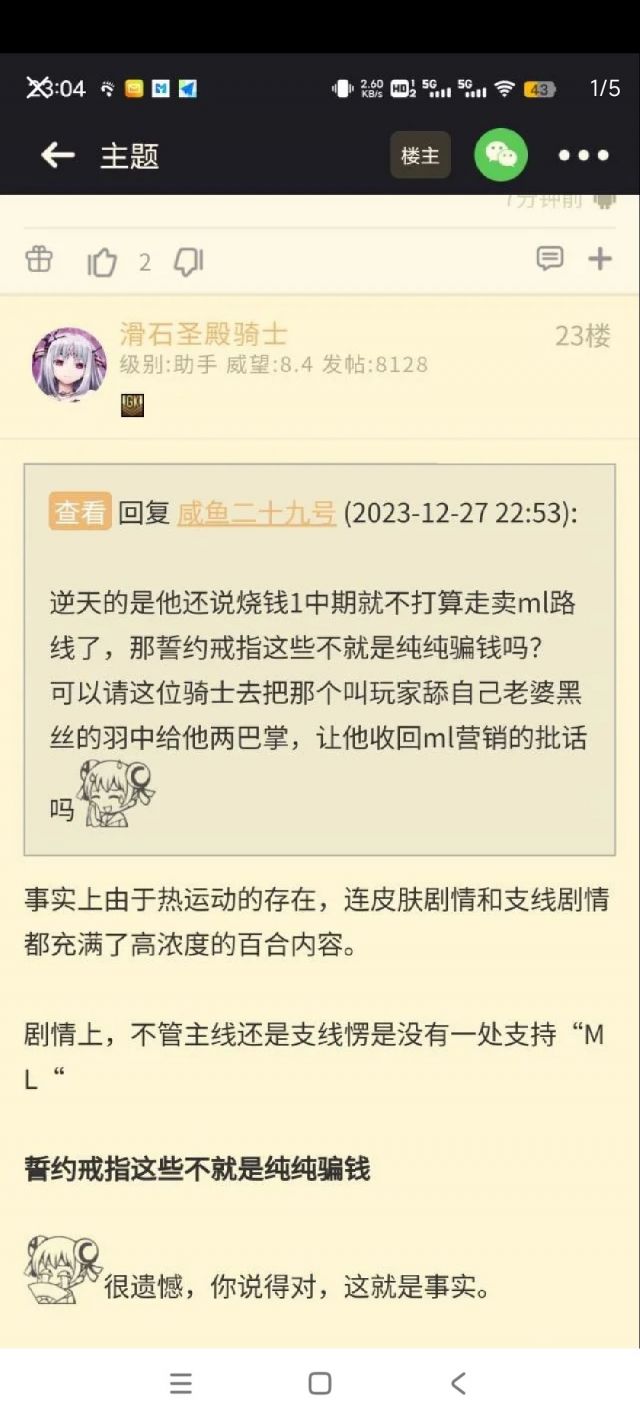 23:04
2.60
KB/s
HD
1
2
5G
5G
43
1/5
主题
楼主
7分钟前
2
滑石圣殿骑士
23楼
级别:助手 威望:8.4 发帖:8128
GK
查看 回复 咸鱼二十九号 (2023-12-27 22:53):
逆天的是他还说烧钱1中期就不打算走卖ml路
线了，那誓约戒指这些不就是纯纯骗钱吗？
可以请这位骑士去把那个叫玩家舔自己老婆黑
丝的羽中给他两巴掌，让他收回ml营销的批话
吗
事实上由于热运动的存在，连皮肤剧情和支线剧情
都充满了高浓度的百合内容。
剧情上，不管主线还是支线愣是没有一处支持“M
L“
誓约戒指这些不就是纯纯骗钱
很遗憾，你说得对，这就是事实。